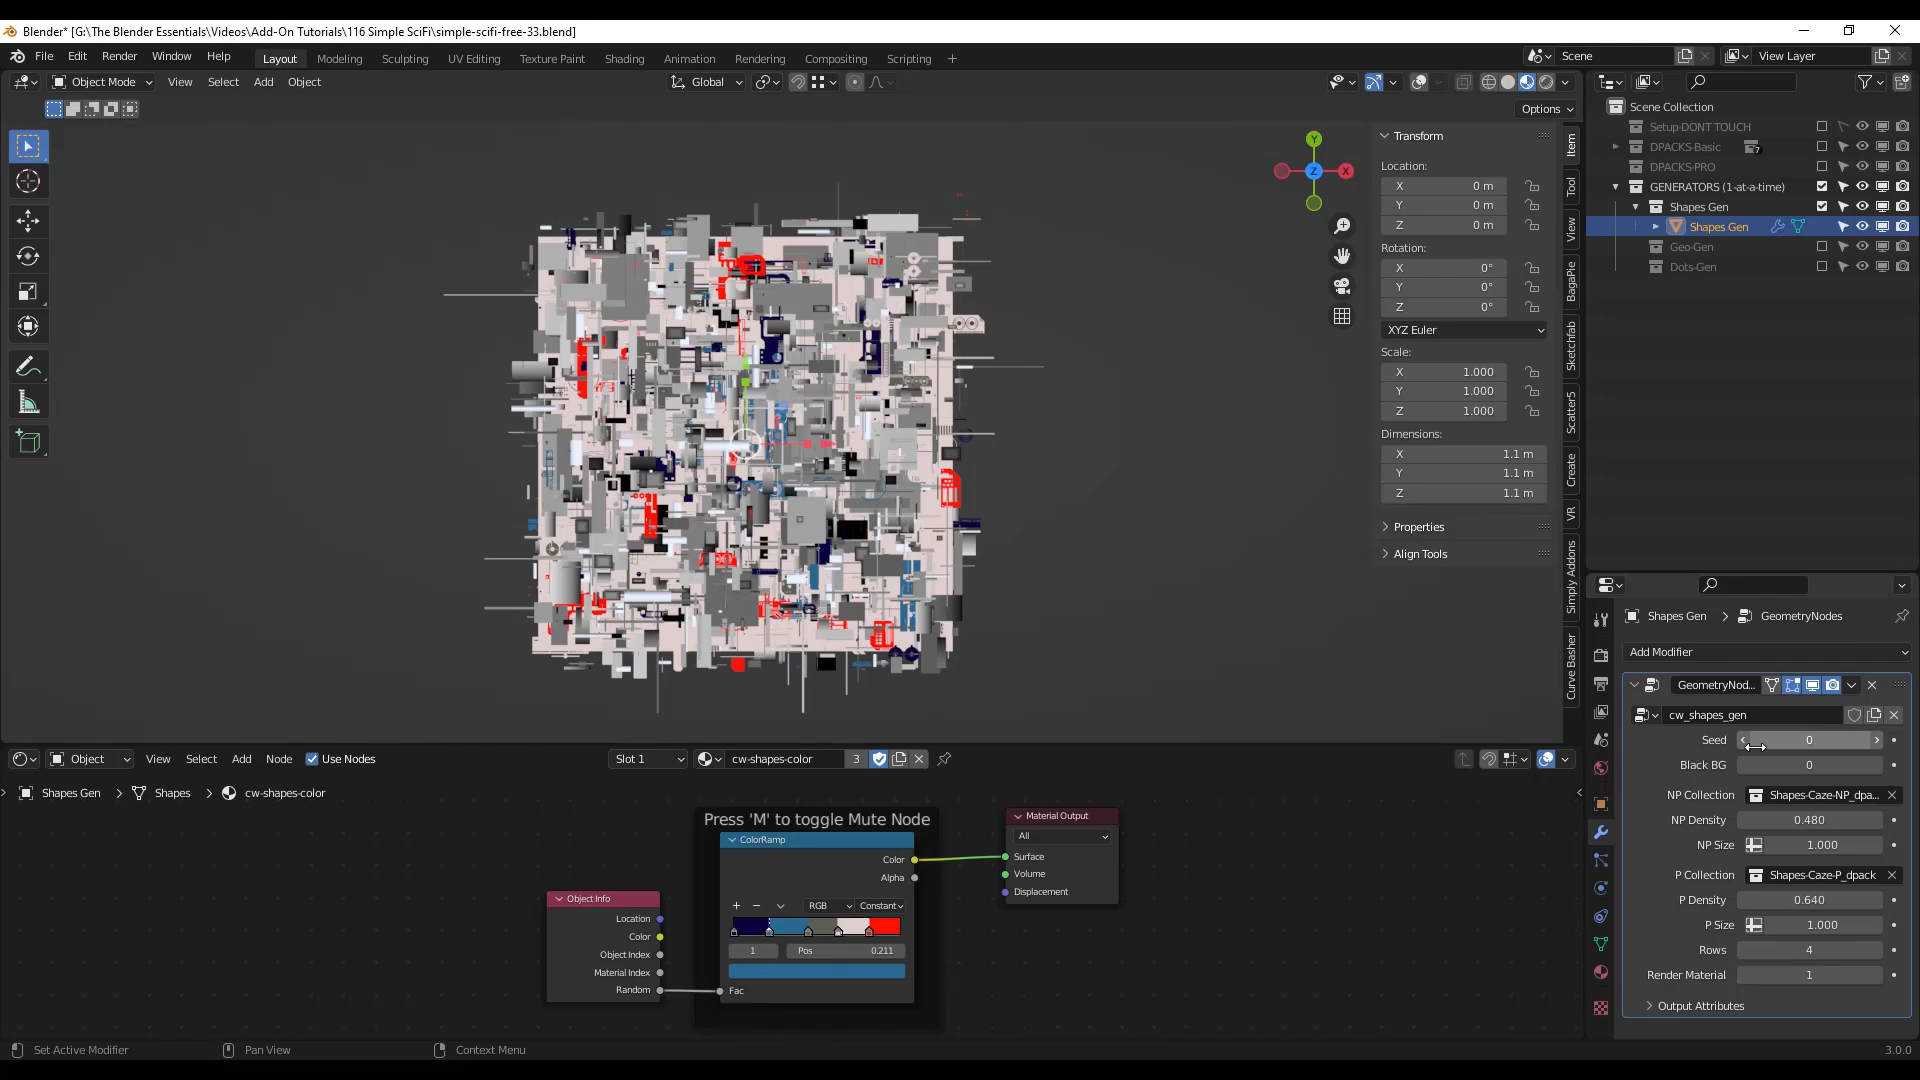 Blender* [G:\The Blender Essentials\Videos\Add-On Tutorials\116 Simple SciFi\simple-scifi-free-33.blend]
File Edit Render Window Help Layout Modeling Sculpting UV Editing Texture Paint Shading Animation Rendering Compositing Scripting + Scene View Layer
Object Mode View Select Add Object Global
Options
Y
X
Z
Transform
Location:
X 0 m
Y 0 m
Z 0 m
Rotation:
X 0°
Y 0°
Z 0°
XYZ Euler
Scale:
X 1.000
Y 1.000
Z 1.000
Dimensions:
X 1.1 m
Y 1.1 m
Z 1.1 m
Properties
Align Tools
Item
Tool
View
BagaPie
Sketchfab
Scatter5
Create
VR
Simply Addons
Curve Basher
Scene Collection
Setup-DONT TOUCH
DPACKS-Basic 7
DPACKS-PRO
GENERATORS (1-at-a-time)
Shapes Gen
Shapes Gen
Geo-Gen
Dots-Gen
Shapes Gen > GeometryNodes
Add Modifier
GeometryNod...
cw_shapes_gen
Seed 0
Black BG 0
NP Collection Shapes-Caze-NP_dpa...
NP Density 0.480
NP Size 1.000
P Collection Shapes-Caze-P_dpack
P Density 0.640
P Size 1.000
Rows 4
Render Material 1
Output Attributes
Object View Select Add Node Use Nodes Slot 1 cw-shapes-color 3
Shapes Gen > Shapes > cw-shapes-color
Press 'M' to toggle Mute Node
ColorRamp
Color
Alpha
+ − RGB Constant
1 Pos 0.211
Fac
Object Info
Location
Color
Object Index
Material Index
Random
Material Output
All
Surface
Volume
Displacement
Set Active Modifier Pan View Context Menu 3.0.0